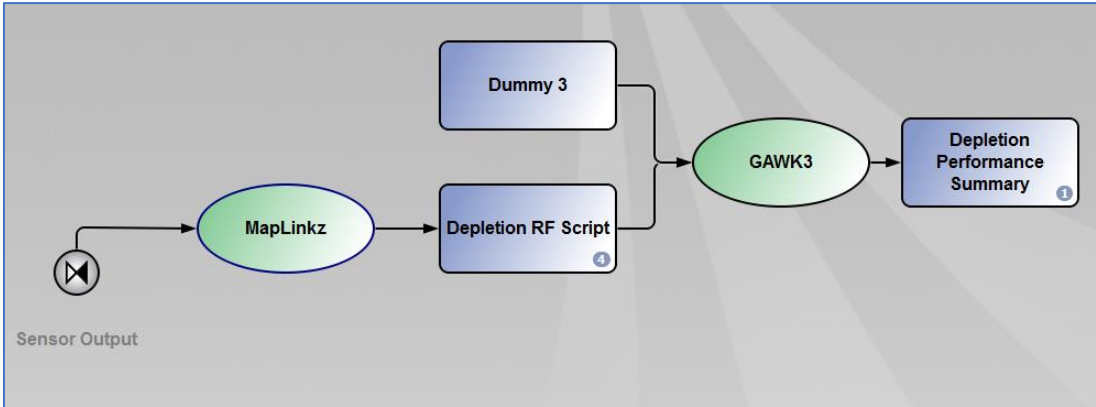 Dummy 3
GAWK3
Depletion
Performance
Summary
1
MapLinkz
Depletion RF Script
4
Sensor Output